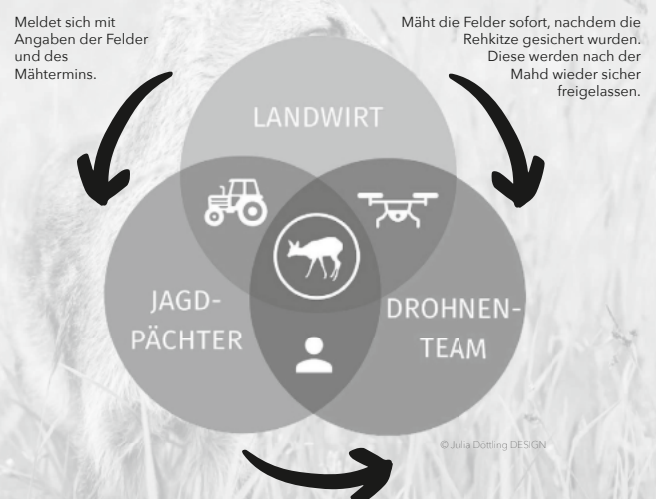 Meldet sich mit
Angaben der Felder
und des
Mähtermins.
Mäht die Felder sofort, nachdem die
Rehkitze gesichert wurden.
Diese werden nach der
Mahd wieder sicher
freigelassen.
LANDWIRT
JAGD-
PÄCHTER
DROHNEN-
TEAM
© Julia Döttling DESIGN